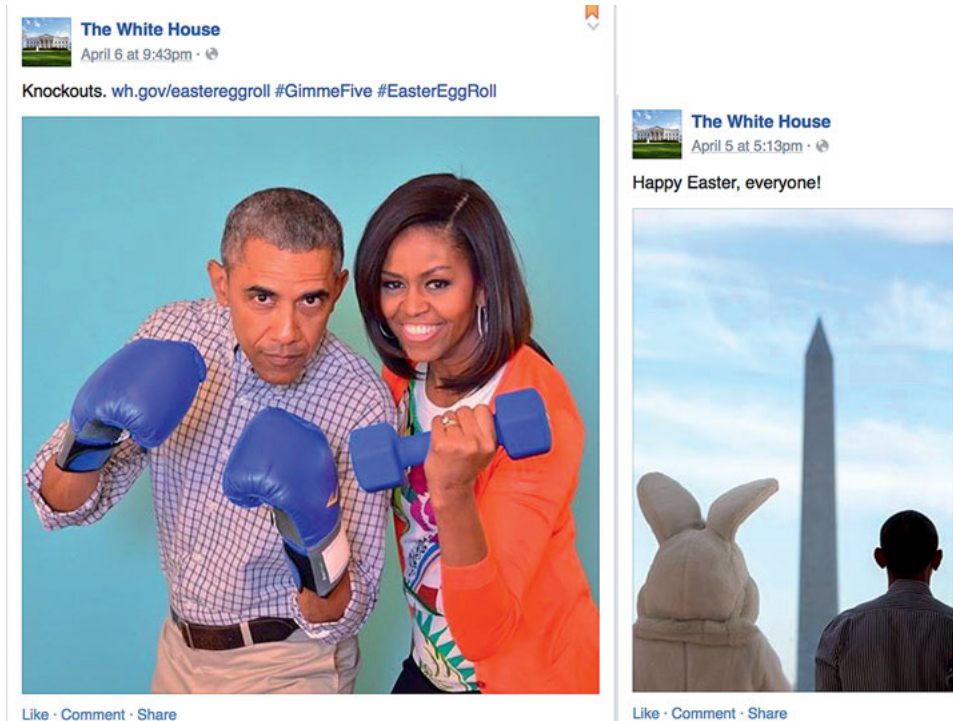 The White House
April 6 at 9:43pm ·
Knockouts. wh.gov/eastereggroll #GimmeFive #EasterEggRoll
Like · Comment · Share
The White House
April 5 at 5:13pm ·
Happy Easter, everyone!
Like · Comment · Share